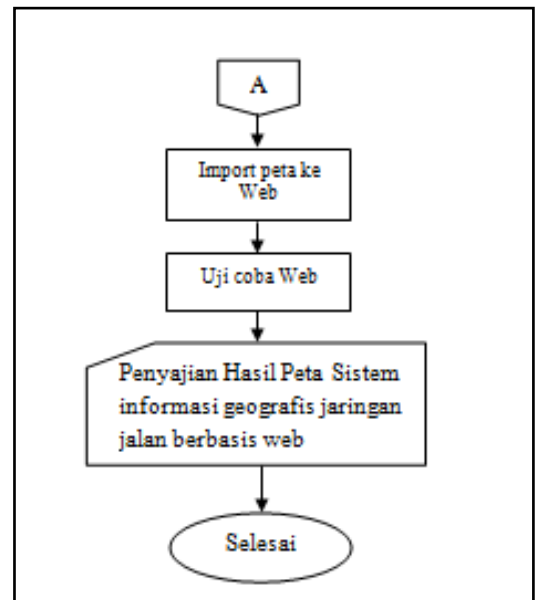 A
Import peta ke
Web
Uji coba Web
Penyajian Hasil Peta Sistem
informasi geografis jaringan
jalan berbasis web
Selesai